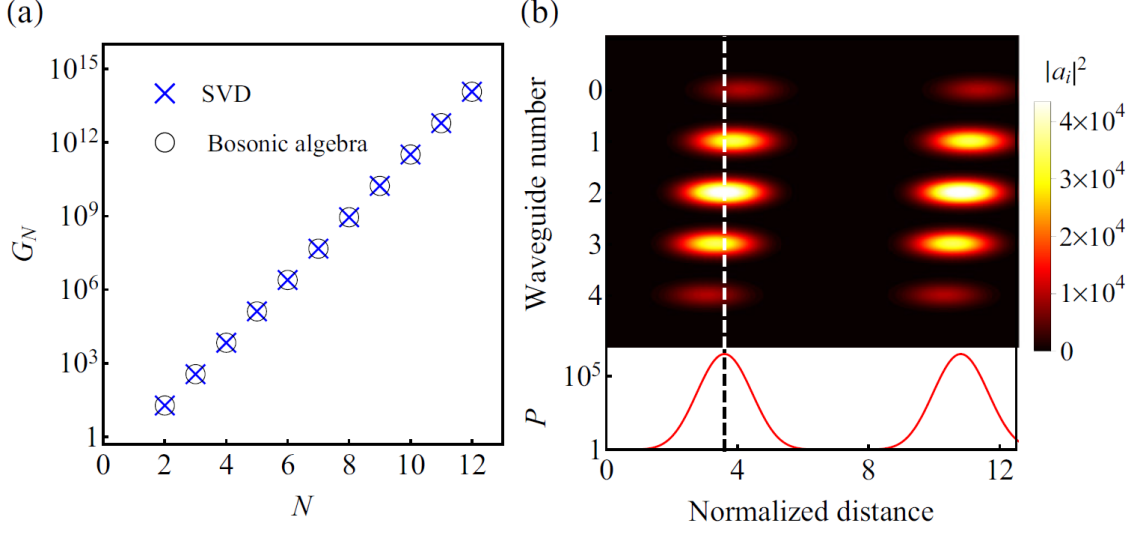 (a)
10^15
10^12
10^9
10^6
10^3
1
G_N
SVD
Bosonic algebra
0 2 4 6 8 10 12
N
(b)
Waveguide number
0
1
2
3
4
|a_i|^2
4×10^4
3×10^4
2×10^4
1×10^4
0
P
10^5
1
0 4 8 12
Normalized distance